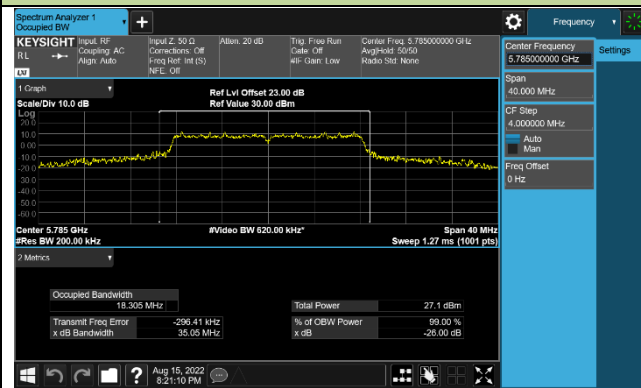 Spectrum Analyzer 1
Occupied BW
+
Frequency
KEYSIGHT
RL
LXI
Input: RF
Coupling: AC
Align: Auto
Input Z: 50 Ω
Corrections: Off
Freq Ref: Int (S)
NFE: Off
Atten: 20 dB
Trig: Free Run
Gate: Off
#IF Gain: Low
Center Freq: 5.785000000 GHz
Avg|Hold: 50/50
Radio Std: None
Center Frequency
5.785000000 GHz
Settings
Span
40.000 MHz
CF Step
4.000000 MHz
Auto
Man
Freq Offset
0 Hz
1 Graph
Scale/Div 10.0 dB
Ref Lvl Offset 23.00 dB
Ref Value 30.00 dBm
Log
20.0
10.0
0.00
-10.0
-20.0
-30.0
-40.0
-50.0
-60.0
Center 5.785 GHz
#Video BW 620.00 kHz*
Span 40 MHz
#Res BW 200.00 kHz
Sweep 1.27 ms (1001 pts)
2 Metrics
Occupied Bandwidth
18.305 MHz
Total Power 27.1 dBm
Transmit Freq Error -296.41 kHz
% of OBW Power 99.00 %
x dB Bandwidth 35.05 MHz
x dB -26.00 dB
?
Aug 15, 2022
8:21:10 PM